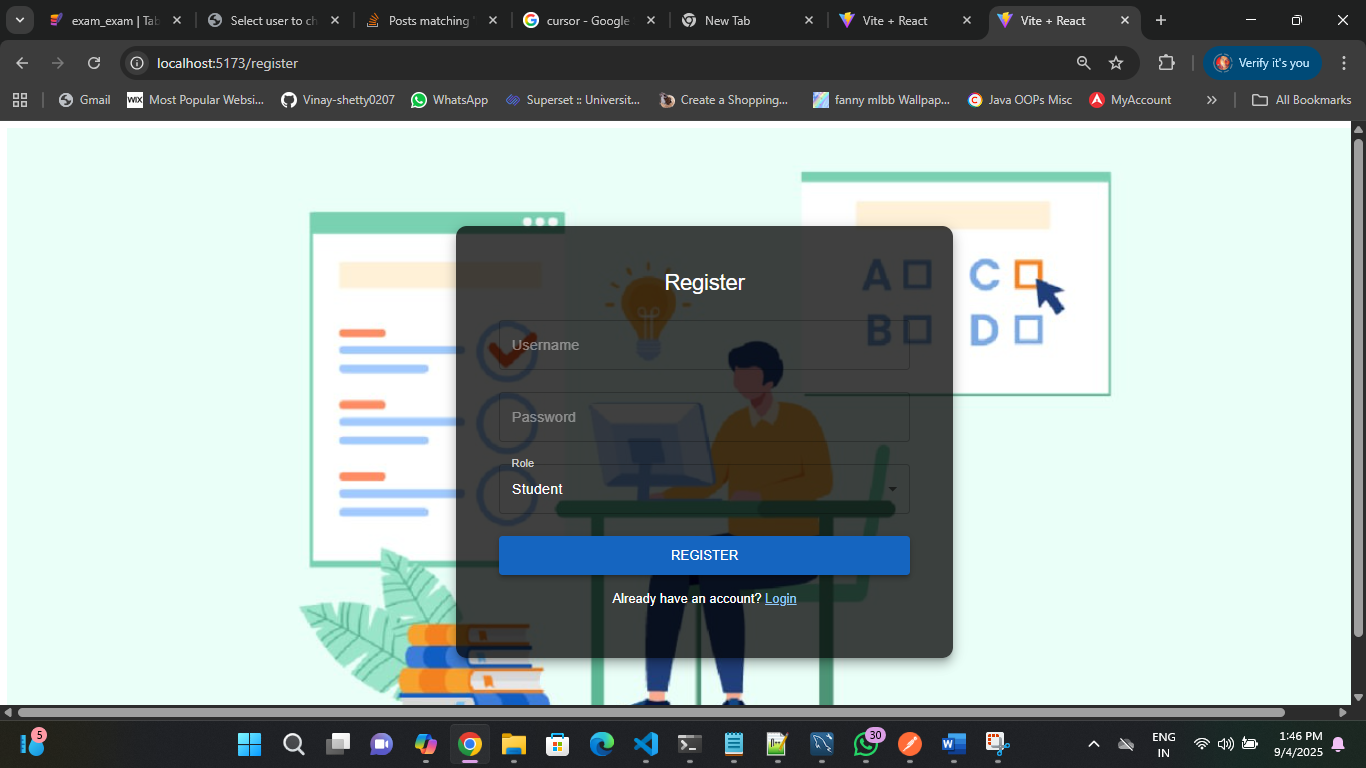 exam_exam | Tab
Select user to ch
Posts matching
cursor - Google
New Tab
Vite + React
Vite + React
localhost:5173/register
Verify it's you
Gmail
WIX
Most Popular Websi...
Vinay-shetty0207
WhatsApp
Superset :: Universit...
Create a Shopping...
fanny mlbb Wallpap...
Java OOPs Misc
MyAccount
All Bookmarks
A
C
B
D
Register
Username
Password
Role
Student
REGISTER
Already have an account? Login
5
30
ENG
IN
1:46 PM
9/4/2025